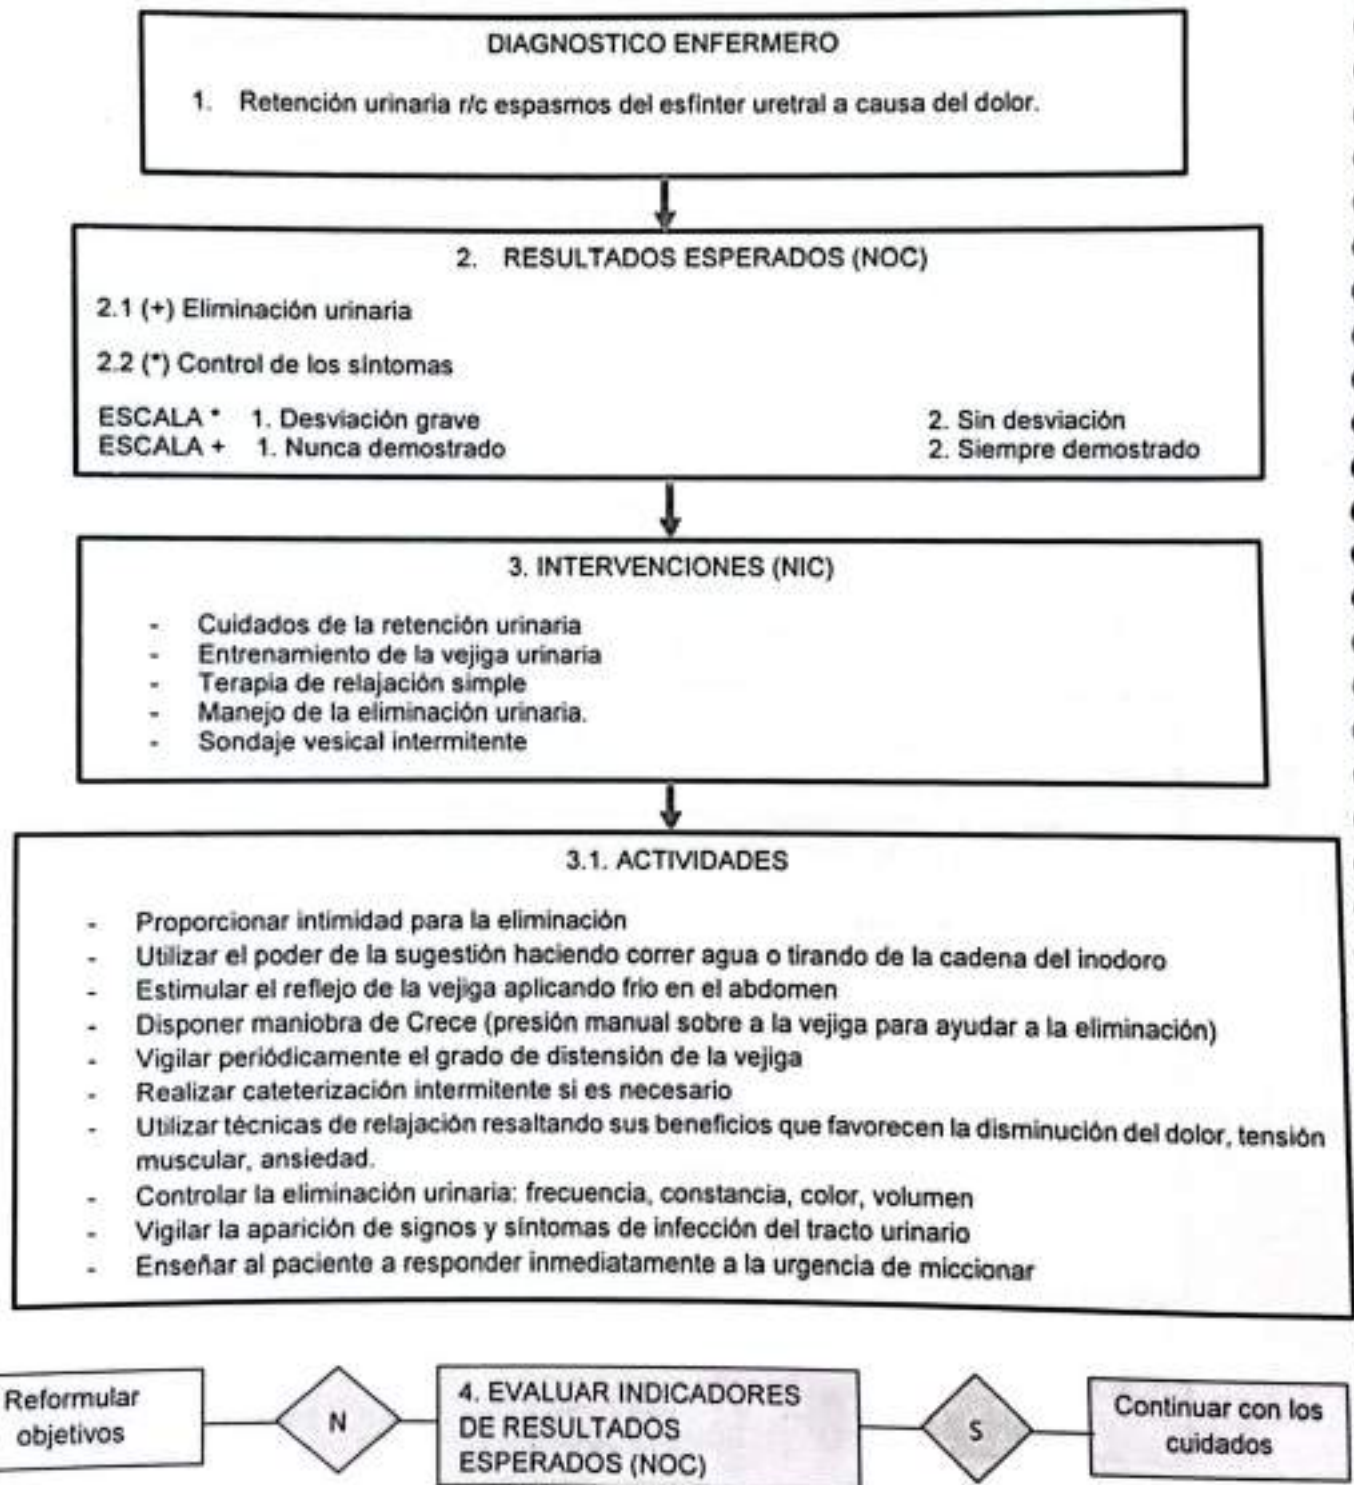 DIAGNOSTICO ENFERMERO
1. Retención urinaria r/c espasmos del esfinter uretral a causa del dolor.
2. RESULTADOS ESPERADOS (NOC)
2.1 (+) Eliminación urinaria
2.2 (*) Control de los síntomas
ESCALA * 1. Desviación grave 2. Sin desviación
ESCALA + 1. Nunca demostrado 2. Siempre demostrado
3. INTERVENCIONES (NIC)
- Cuidados de la retención urinaria
- Entrenamiento de la vejiga urinaria
- Terapia de relajación simple
- Manejo de la eliminación urinaria.
- Sondaje vesical intermitente
3.1. ACTIVIDADES
- Proporcionar intimidad para la eliminación
- Utilizar el poder de la sugestión haciendo correr agua o tirando de la cadena del inodoro
- Estimular el reflejo de la vejiga aplicando frio en el abdomen
- Disponer maniobra de Crece (presión manual sobre a la vejiga para ayudar a la eliminación)
- Vigilar periódicamente el grado de distensión de la vejiga
- Realizar cateterización intermitente si es necesario
- Utilizar técnicas de relajación resaltando sus beneficios que favorecen la disminución del dolor, tensión
muscular, ansiedad.
- Controlar la eliminación urinaria: frecuencia, constancia, color, volumen
- Vigilar la aparición de signos y síntomas de infección del tracto urinario
- Enseñar al paciente a responder inmediatamente a la urgencia de miccionar
Reformular
objetivos
N
4. EVALUAR INDICADORES
DE RESULTADOS
ESPERADOS (NOC)
S
Continuar con los
cuidados